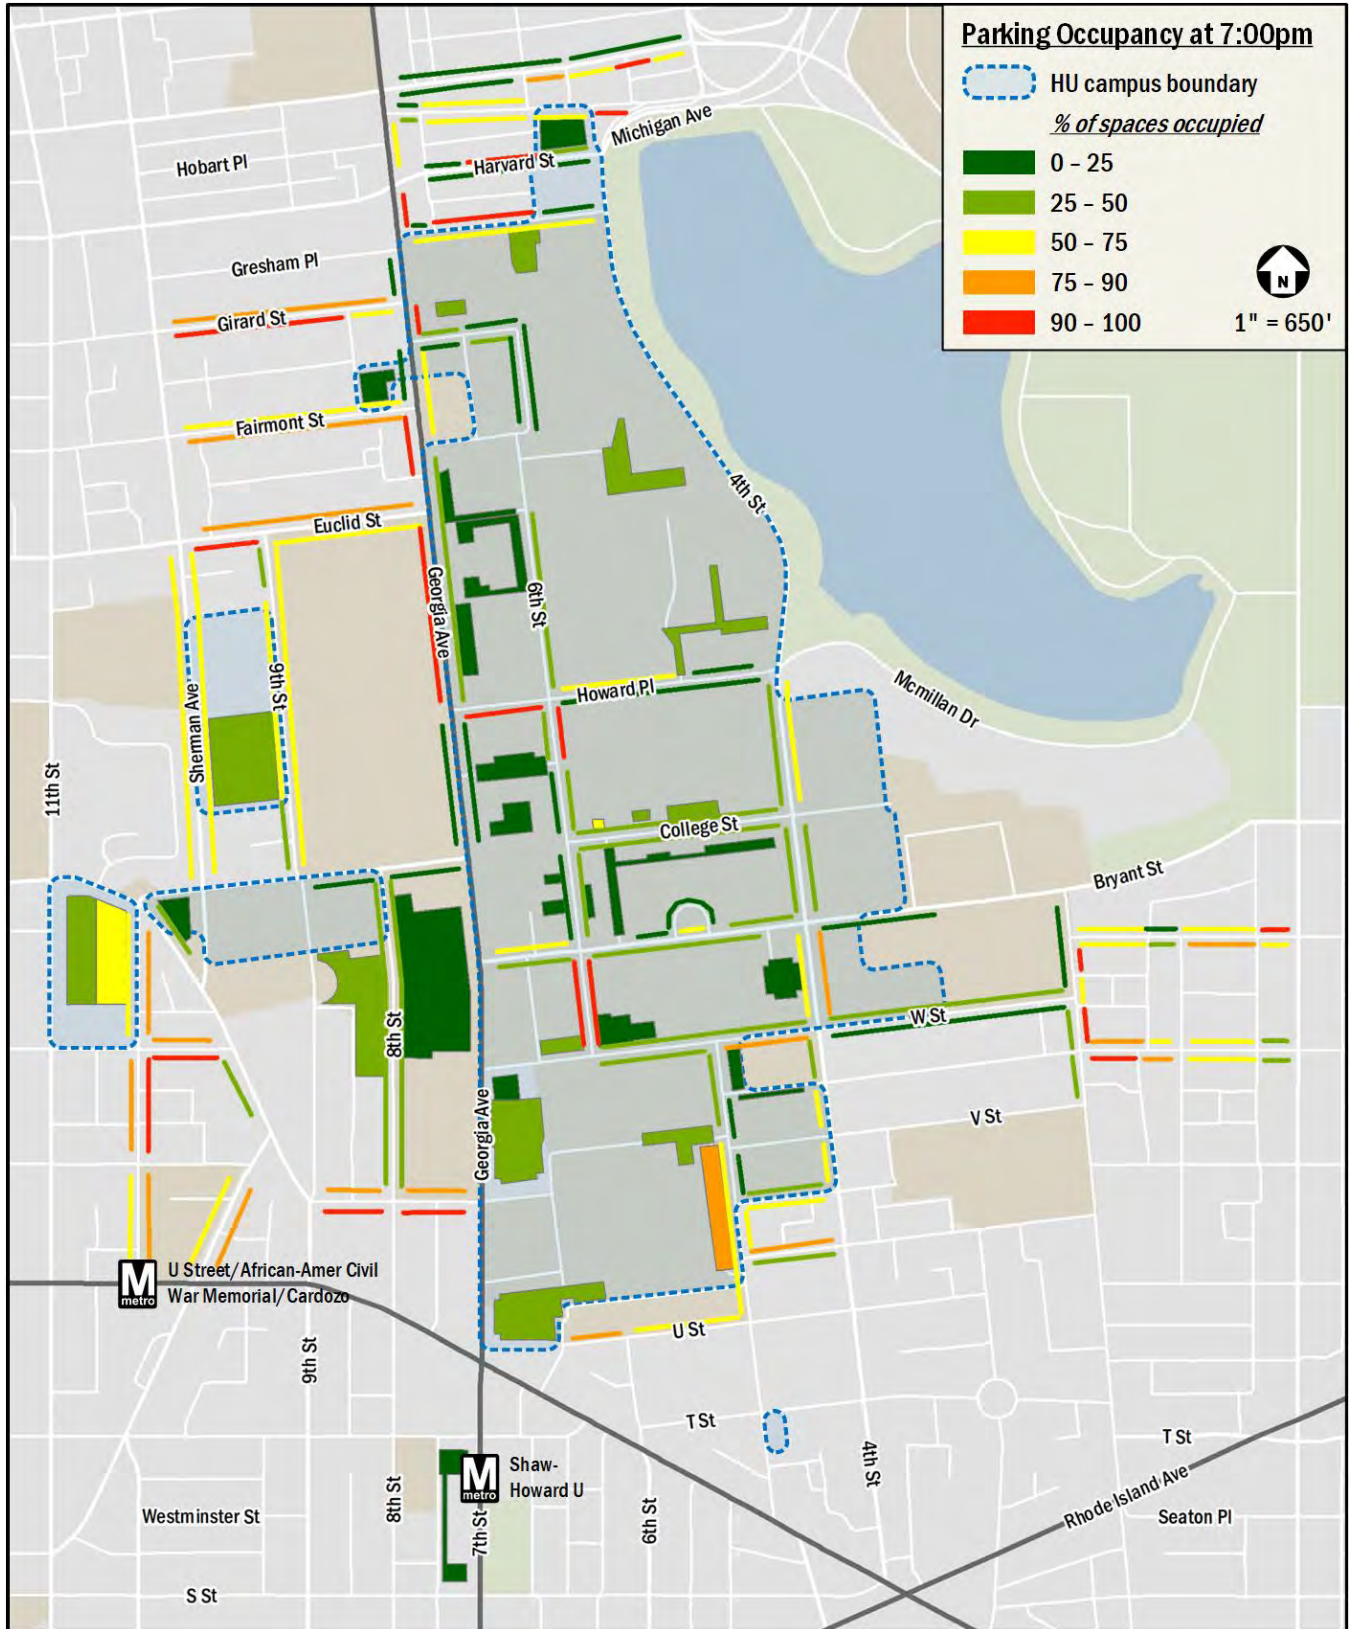 Parking Occupancy at 7:00pm
HU campus boundary
% of spaces occupied
0 – 25
25 – 50
50 – 75
75 – 90
90 – 100
N
1" = 650'
Michigan Ave
Hobart Pl
Harvard St
Gresham Pl
Girard St
Fairmont St
4th St
Euclid St
Georgia Ave
6th St
9th St
Howard Pl
Mcmillan Dr
Sherman Ave
11th St
College St
Bryant St
W St
8th St
Georgia Ave
V St
M
metro
U Street/African-Amer Civil
War Memorial/Cardozo
U St
9th St
T St
T St
4th St
M
metro
Shaw-
Howard U
Rhode Island Ave
8th St
7th St
6th St
Westminster St
Seaton Pl
S St